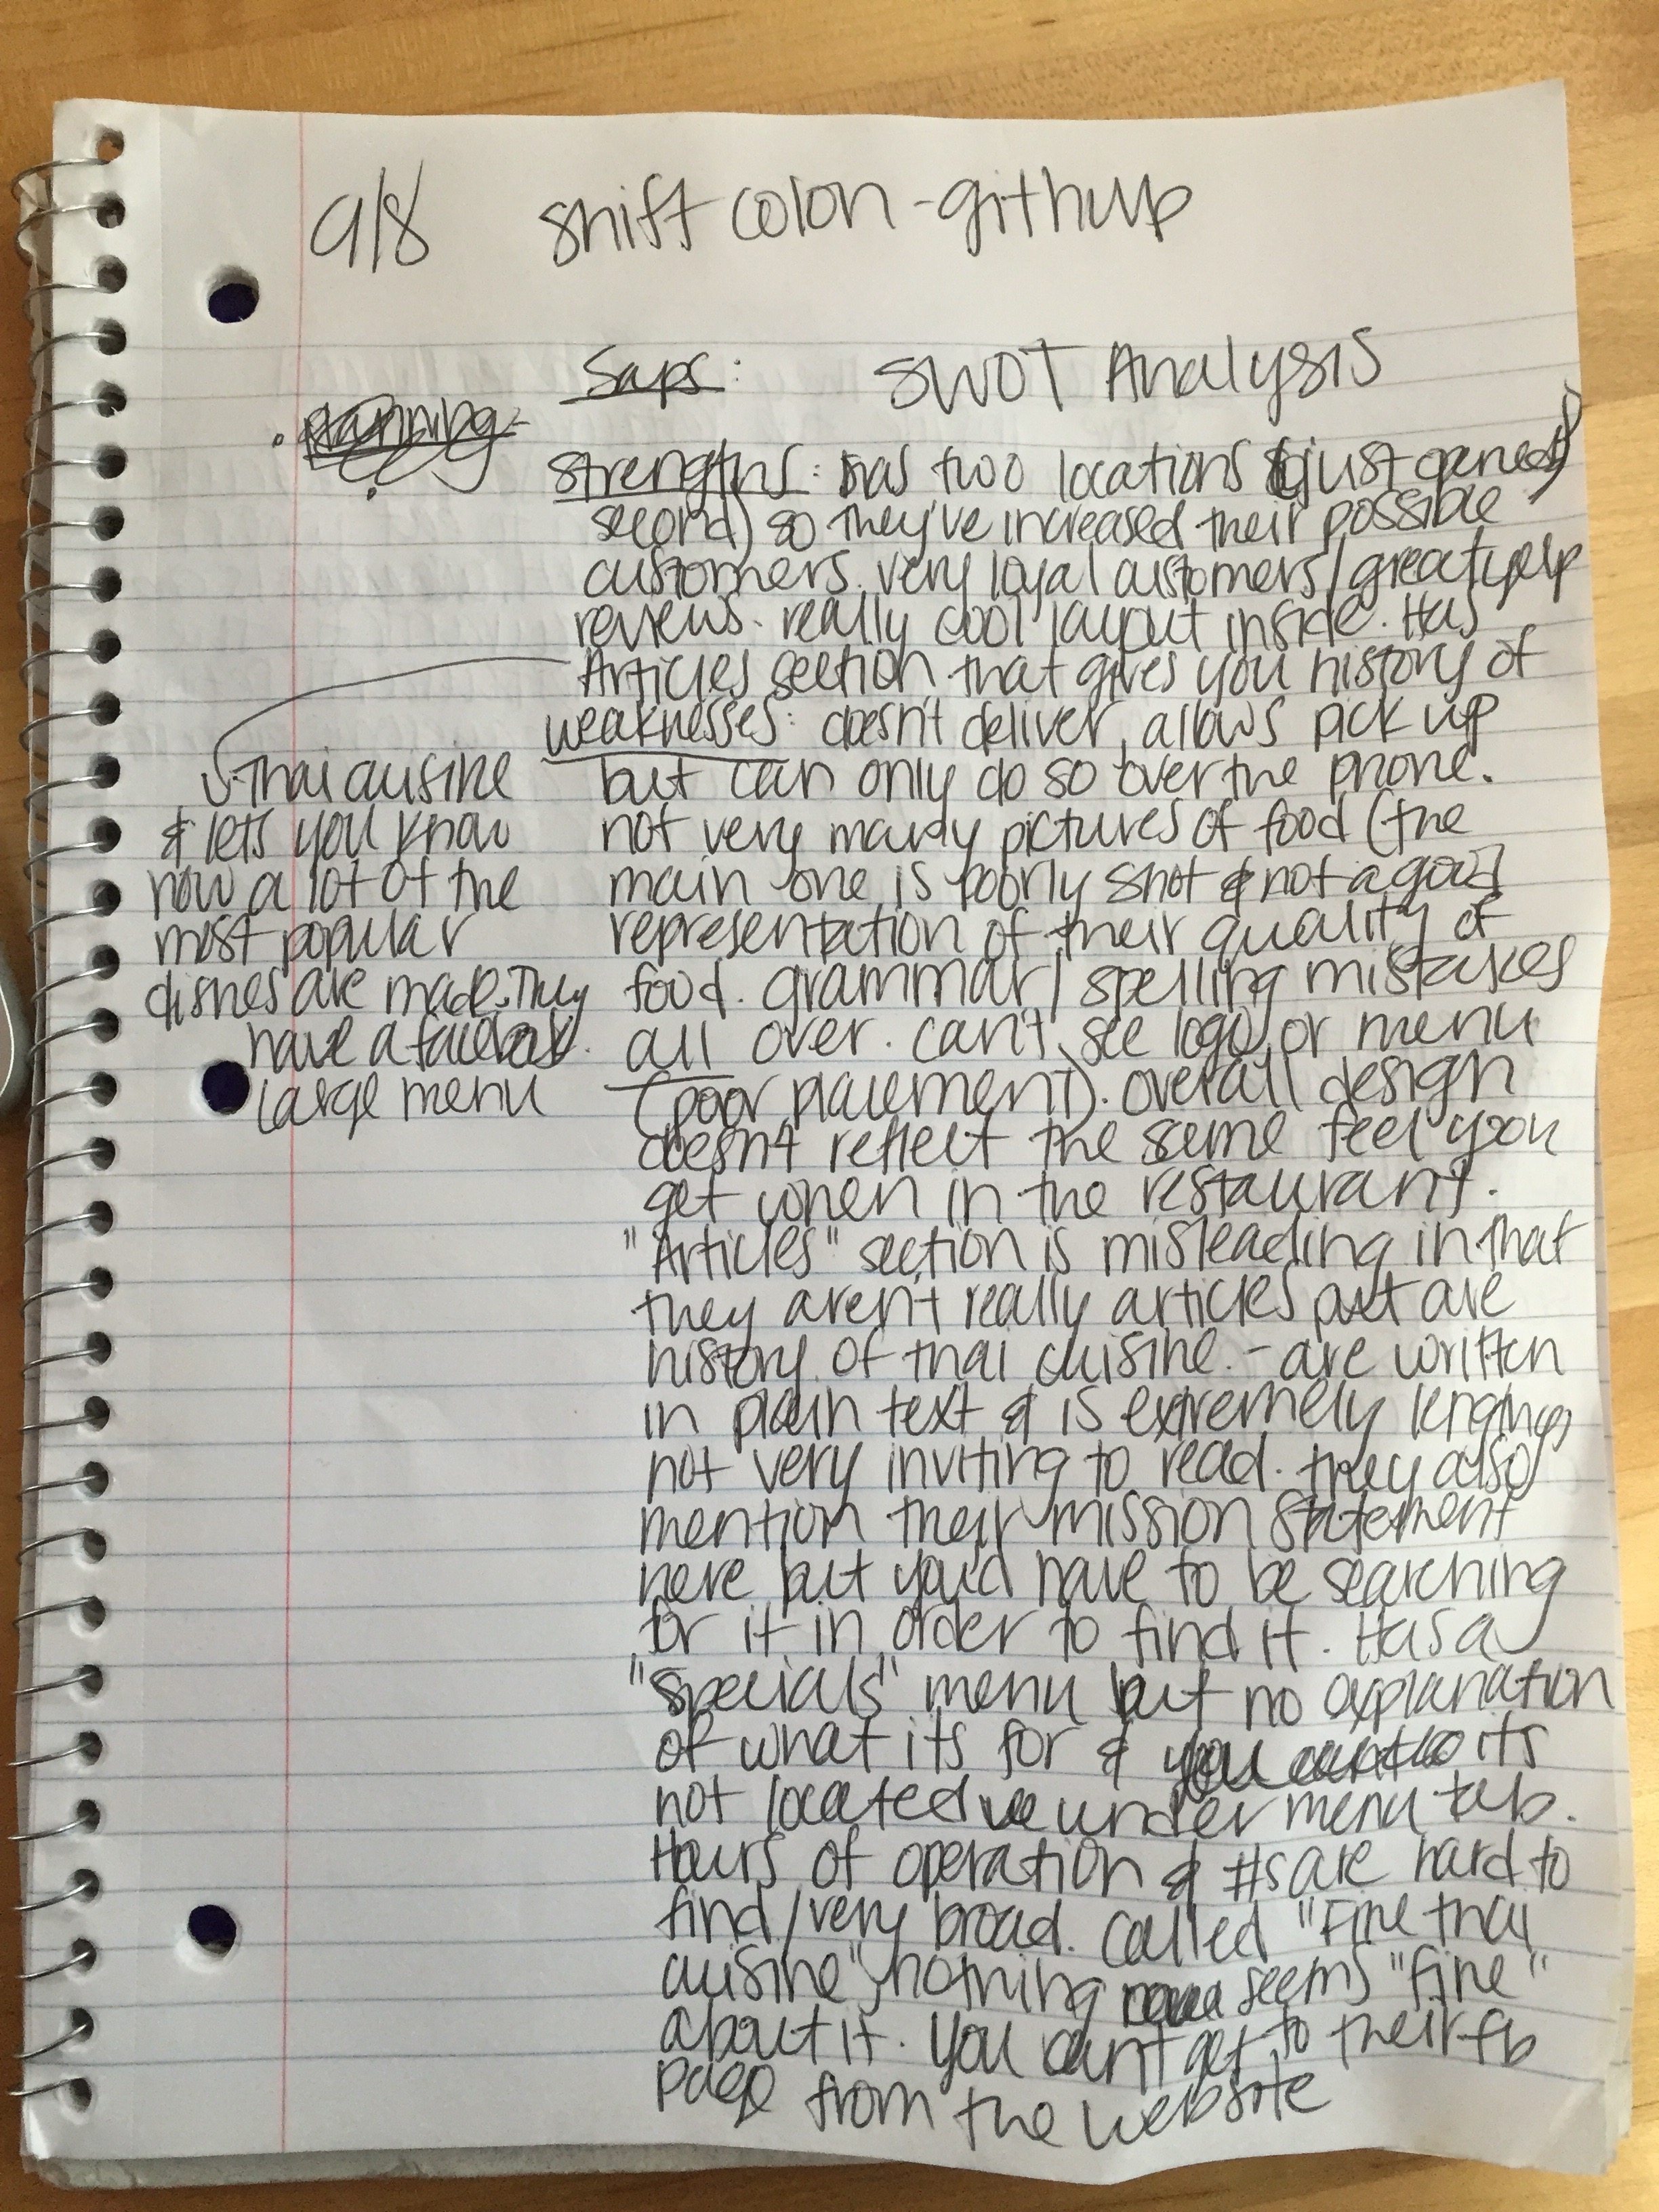 9/8 shift colon - githup
Saps: SWOT Analysis
strengths: has two locations (just opened
second) so they've increased their possible
customers. very loyal customers/great yelp
reviews. really cool layout inside. Has
Articles section that gives you history of
Thai cuisine
& lets you know
how a lot of the
most popular
dishes are made. They
have a facebook.
Large menu
weaknesses: doesn't deliver, allows pick up
but can only do so over the phone.
not very many pictures of food (the
main one is poorly shot & not a good
representation of their quality of
food. grammar/spelling mistakes
all over. can't see logo or menu
(poor placement). overall design
doesn't reflect the same feel you
get when in the restaurant.
"Articles" section is misleading in that
they aren't really articles but are
history of thai cuisine. - are written
in plain text & is extremely lengthy,
not very inviting to read. they also
mention their mission statement
here but you'd have to be searching
for it in order to find it. Has a
"specials" menu but no explanation
of what its for & its
not located under menu tab.
Hours of operation & #s are hard to
find/very broad. called "Fine thai
cuisine", nothing seems "fine"
about it. You can't get to their fb
page from the website